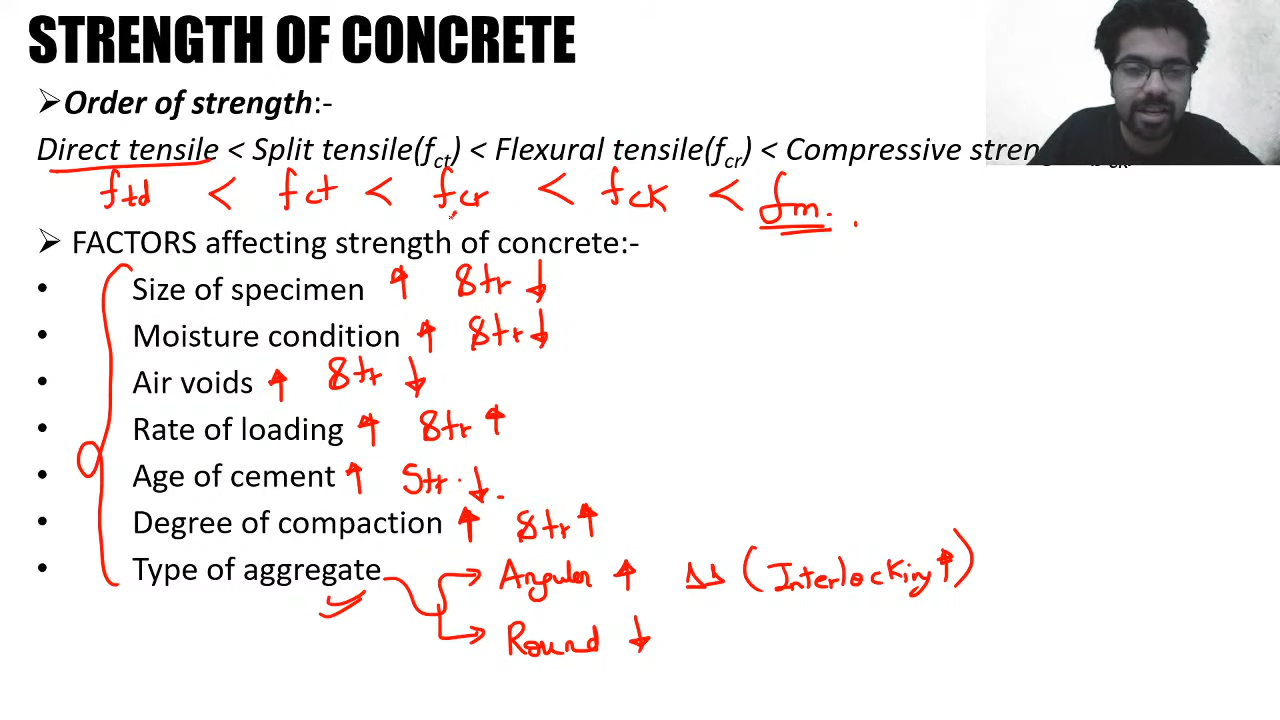 STRENGTH OF CONCRETE
➢Order of strength:-
Direct tensile < Split tensile(fct) < Flexural tensile(fcr) < Compressive stren
ftd < fct < fcr < fck < fm.
➢ FACTORS affecting strength of concrete:-
• Size of specimen ↑ Str ↓
• Moisture condition ↑ Str ↓
• Air voids ↑ Str ↓
• Rate of loading ↑ Str ↑
• Age of cement ↑ Str. ↓
• Degree of compaction ↑ Str ↑
• Type of aggregate → Angular ↑ (Interlocking ↑)
→ Round ↓